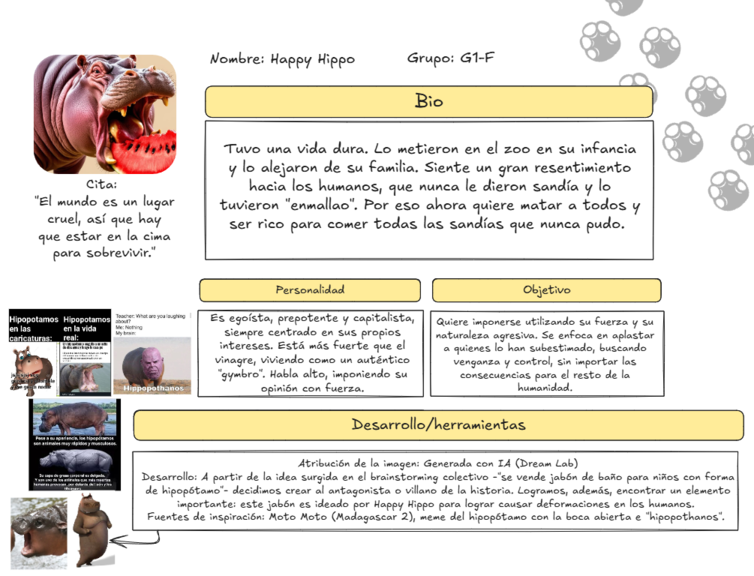 Nombre: Happy Hippo
Grupo: G1-F
Bio
Tuvo una vida dura. Lo metieron en el zoo en su infancia
y lo alejaron de su familia. Siente un gran resentimiento
hacia los humanos, que nunca le dieron sandía y lo
tuvieron "enmallao". Por eso ahora quiere matar a todos y
ser rico para comer todas las sandías que nunca pudo.
Cita:
"El mundo es un lugar
cruel, así que hay
que estar en la cima
para sobrevivir."
Personalidad
Es egoísta, prepotente y capitalista,
siempre centrado en sus propios
intereses. Está más fuerte que el
vinagre, viviendo como un auténtico
"gymbro". Habla alto, imponiendo su
opinión con fuerza.
Objetivo
Quiere imponerse utilizando su fuerza y su
naturaleza agresiva. Se enfoca en aplastar
a quienes lo han subestimado, buscando
venganza y control, sin importar las
consecuencias para el resto de la
humanidad.
Hipopotamos
en las
caricaturas:
Hipopotamos
en la vida
real:
Teacher: What are you laughing
about?
Me: Nothing
My brain:
Hippopothanos
Pese a su apariencia, los hipopótamos
son animales muy rápidos y musculosos.
Desarrollo/herramientas
Atribución de la imagen: Generada con IA (Dream Lab)
Desarrollo: A partir de la idea surgida en el brainstorming colectivo -"se vende jabón de baño para niños con forma
de hipopótamo"- decidimos crear al antagonista o villano de la historia. Logramos, además, encontrar un elemento
importante: este jabón es ideado por Happy Hippo para lograr causar deformaciones en los humanos.
Fuentes de inspiración: Moto Moto (Madagascar 2), meme del hipopótamo con la boca abierta e "hipopothanos".